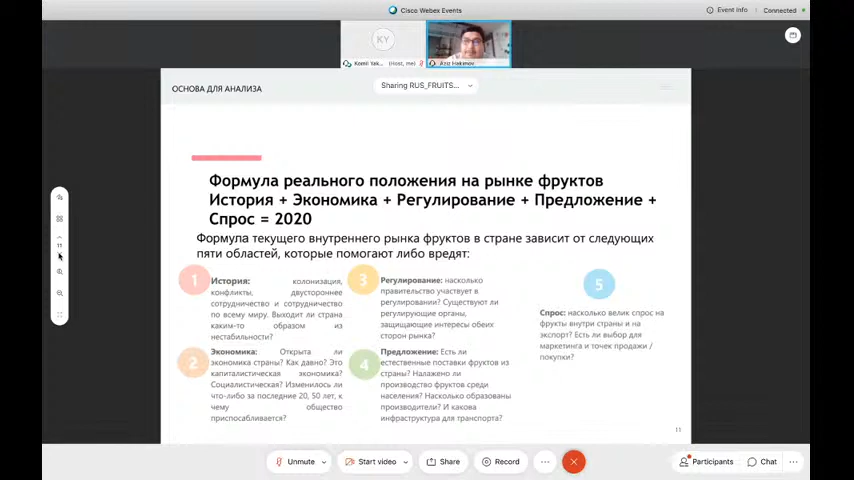 Cisco Webex Events
Event Info
Connected
KY
Komil Yak...
(Host, me)
Aziz Hakimov
ОСНОВА ДЛЯ АНАЛИЗА
Sharing RUS_FRUITS...
Формула реального положения на рынке фруктов
История + Экономика + Регулирование + Предложение +
Спрос = 2020
Формула текущего внутреннего рынка фруктов в стране зависит от следующих
пяти областей, которые помогают либо вредят:
11
1
История: колонизация,
конфликты, двустороннее
сотрудничество и сотрудничество
по всему миру. Выходит ли страна
каким-то образом из
нестабильности?
2
Экономика: Открыта ли
экономика страны? Как давно? Это
капиталистическая экономика?
Социалистическая? Изменилось ли
что-либо за последние 20, 50 лет, к
чему общество
приспосабливается?
3
Регулирование: насколько
правительство участвует в
регулировании? Существуют ли
регулирующие органы,
защищающие интересы обеих
сторон рынка?
4
Предложение: Есть ли
естественные поставки фруктов из
страны? Налажено ли
производство фруктов среди
населения? Насколько образованы
производители? И какова
инфраструктура для транспорта?
5
Спрос: насколько велик спрос на
фрукты внутри страны и на
экспорт? Есть ли выбор для
маркетинга и точек продажи /
покупки?
11
Unmute
Start video
Share
Record
Participants
Chat